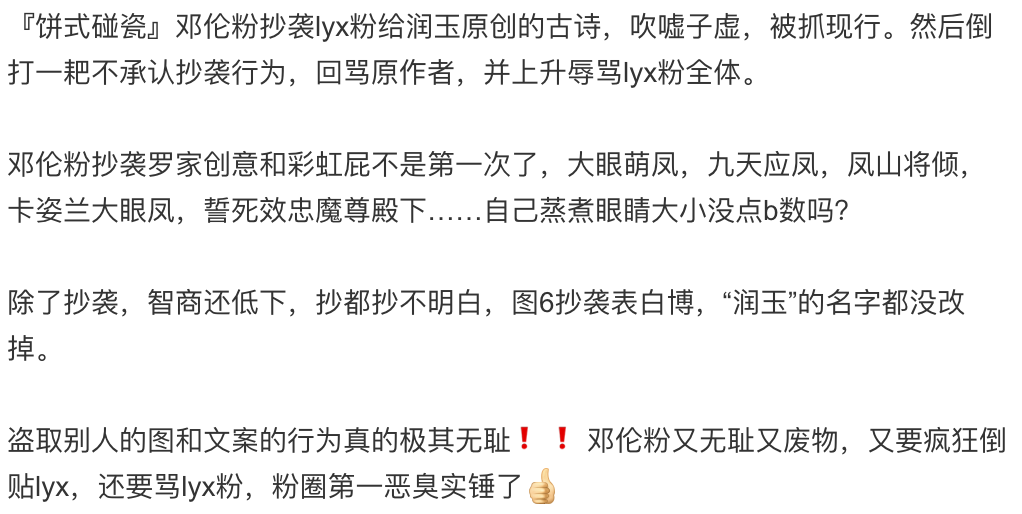 『饼式碰瓷』邓伦粉抄袭lyx粉给润玉原创的古诗，吹嘘子虚，被抓现行。然后倒
打一耙不承认抄袭行为，回骂原作者，并上升辱骂lyx粉全体。
邓伦粉抄袭罗家创意和彩虹屁不是第一次了，大眼萌凤，九天应凤，凤山将倾，
卡姿兰大眼凤，誓死效忠魔尊殿下……自己蒸煮眼睛大小没点b数吗？
除了抄袭，智商还低下，抄都抄不明白，图6抄袭表白博，“润玉”的名字都没改
掉。
盗取别人的图和文案的行为真的极其无耻❗❗邓伦粉又无耻又废物，又要疯狂倒
贴lyx，还要骂lyx粉，粉圈第一恶臭实锤了👍